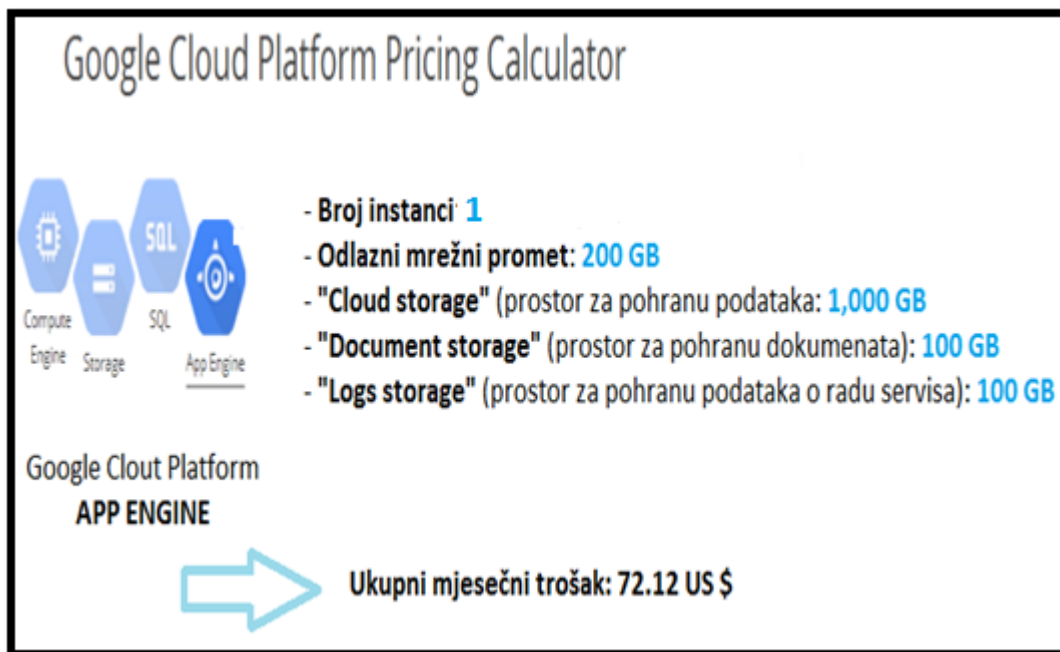 Google Cloud Platform Pricing Calculator
- Broj instanci: 1
- Odlazni mrežni promet: 200 GB
- "Cloud storage" (prostor za pohranu podataka: 1,000 GB
- "Document storage" (prostor za pohranu dokumenata): 100 GB
- "Logs storage" (prostor za pohranu podataka o radu servisa): 100 GB
SQL
Compute
Engine
Storage
SQL
App Engine
Google Clout Platform
APP ENGINE
Ukupni mjesečni trošak: 72.12 US $